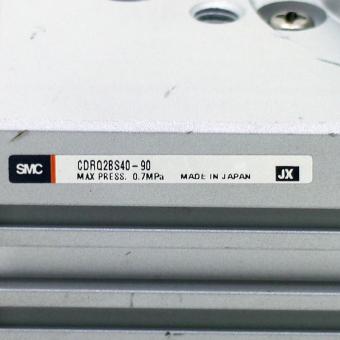 SMC CDRQ2BS40-90
MAX PRESS. 0.7MPa MADE IN JAPAN JX